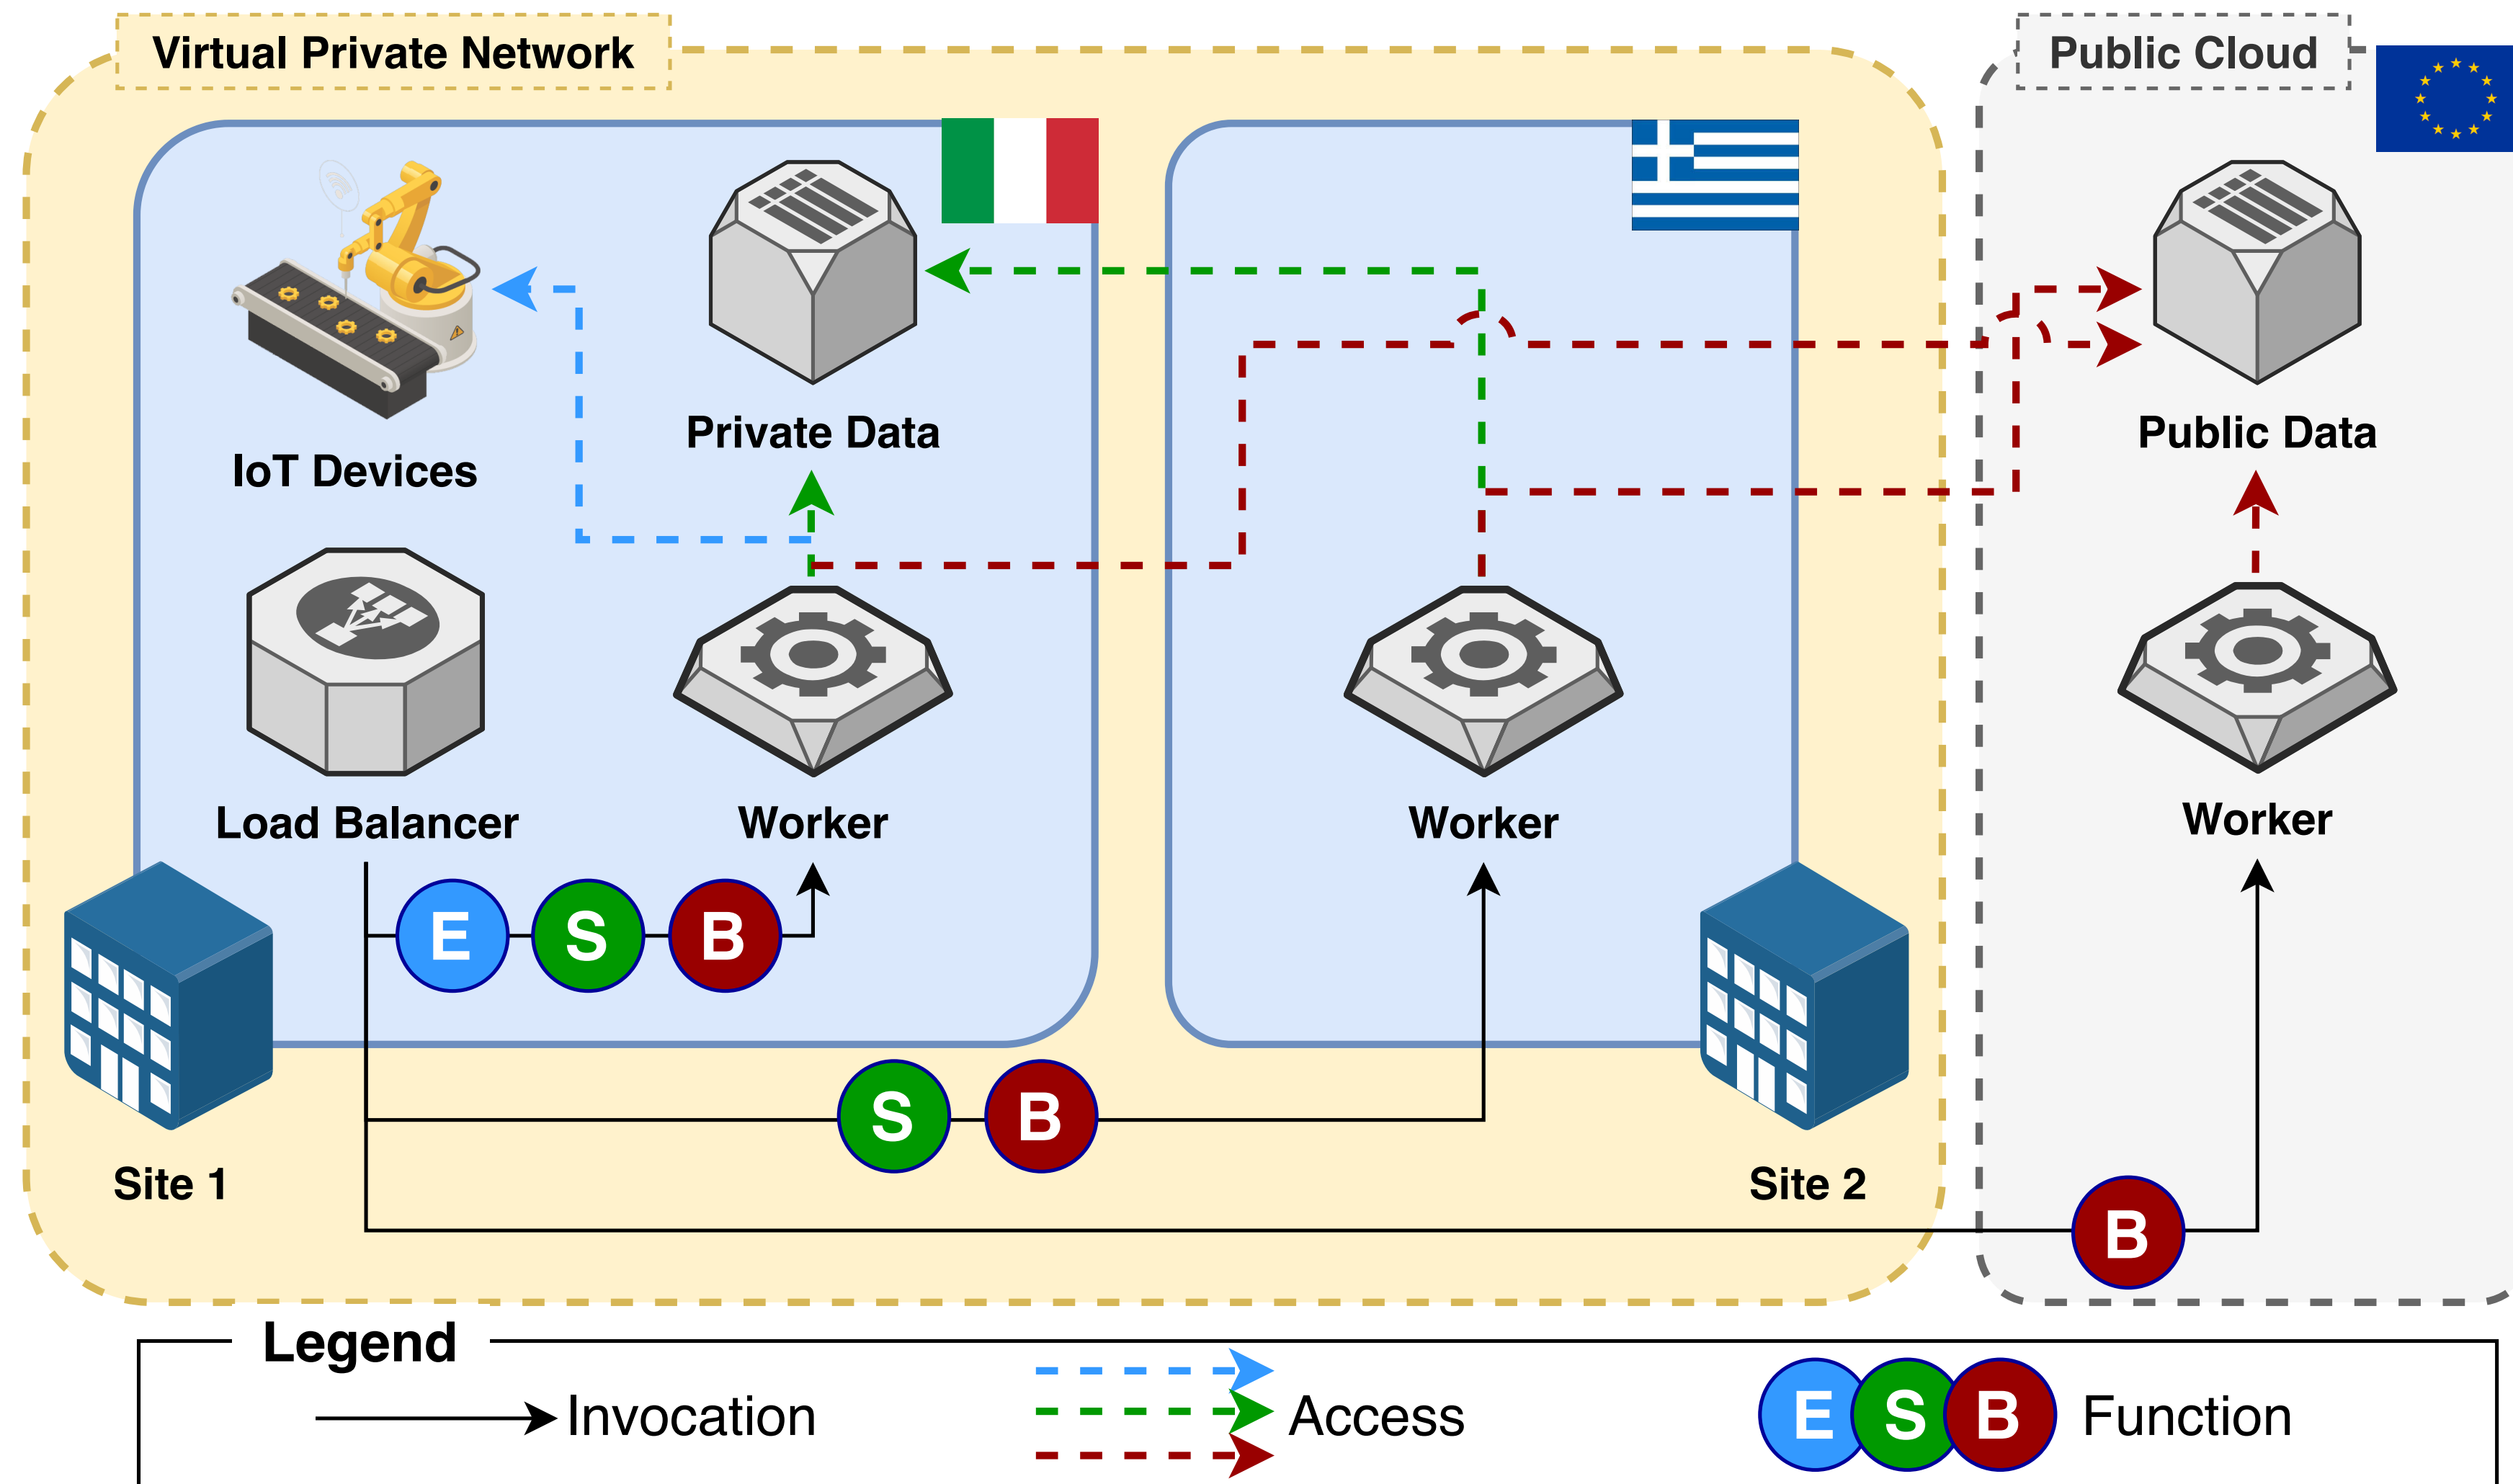 Virtual Private Network
Public Cloud
IoT Devices
Private Data
Public Data
Load Balancer
Worker
Worker
Worker
E S B
S B
B
Site 1
Site 2
Legend
Invocation
Access
E S B
Function